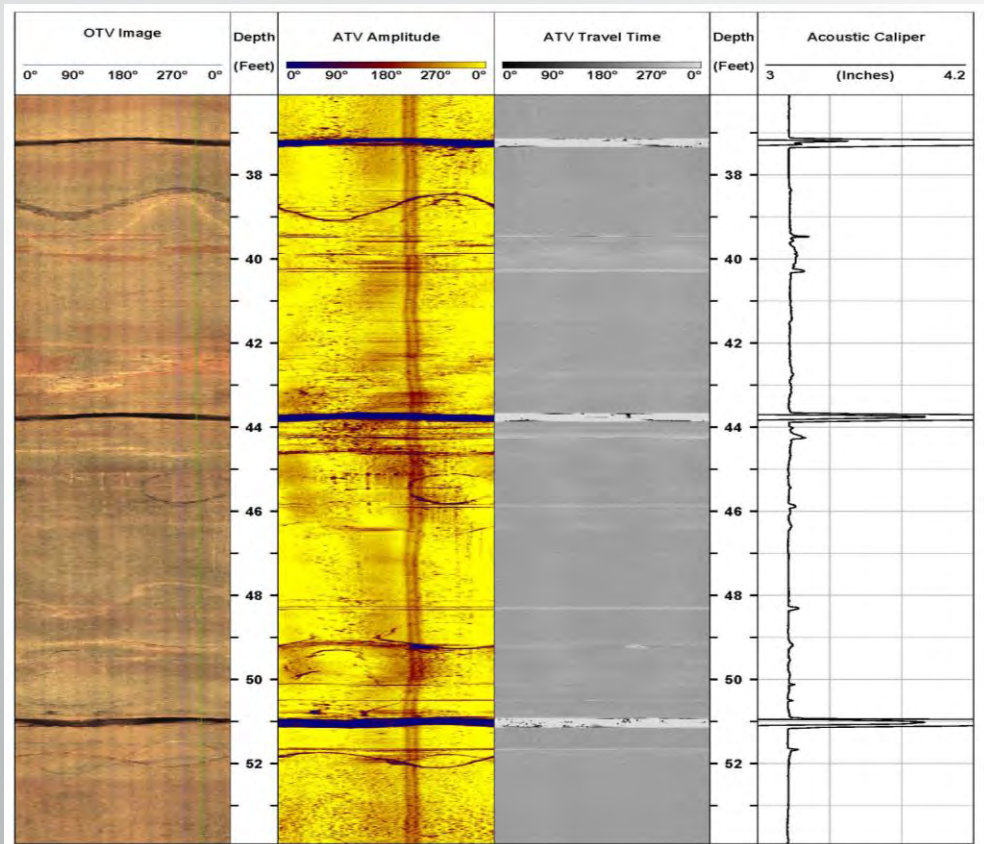 OTV Image
0° 90° 180° 270° 0°
Depth
(Feet)
ATV Amplitude
0° 90° 180° 270° 0°
ATV Travel Time
0° 90° 180° 270° 0°
Depth
(Feet)
Acoustic Caliper
3 (Inches) 4.2
38
40
42
44
46
48
50
52
38
40
42
44
46
48
50
52